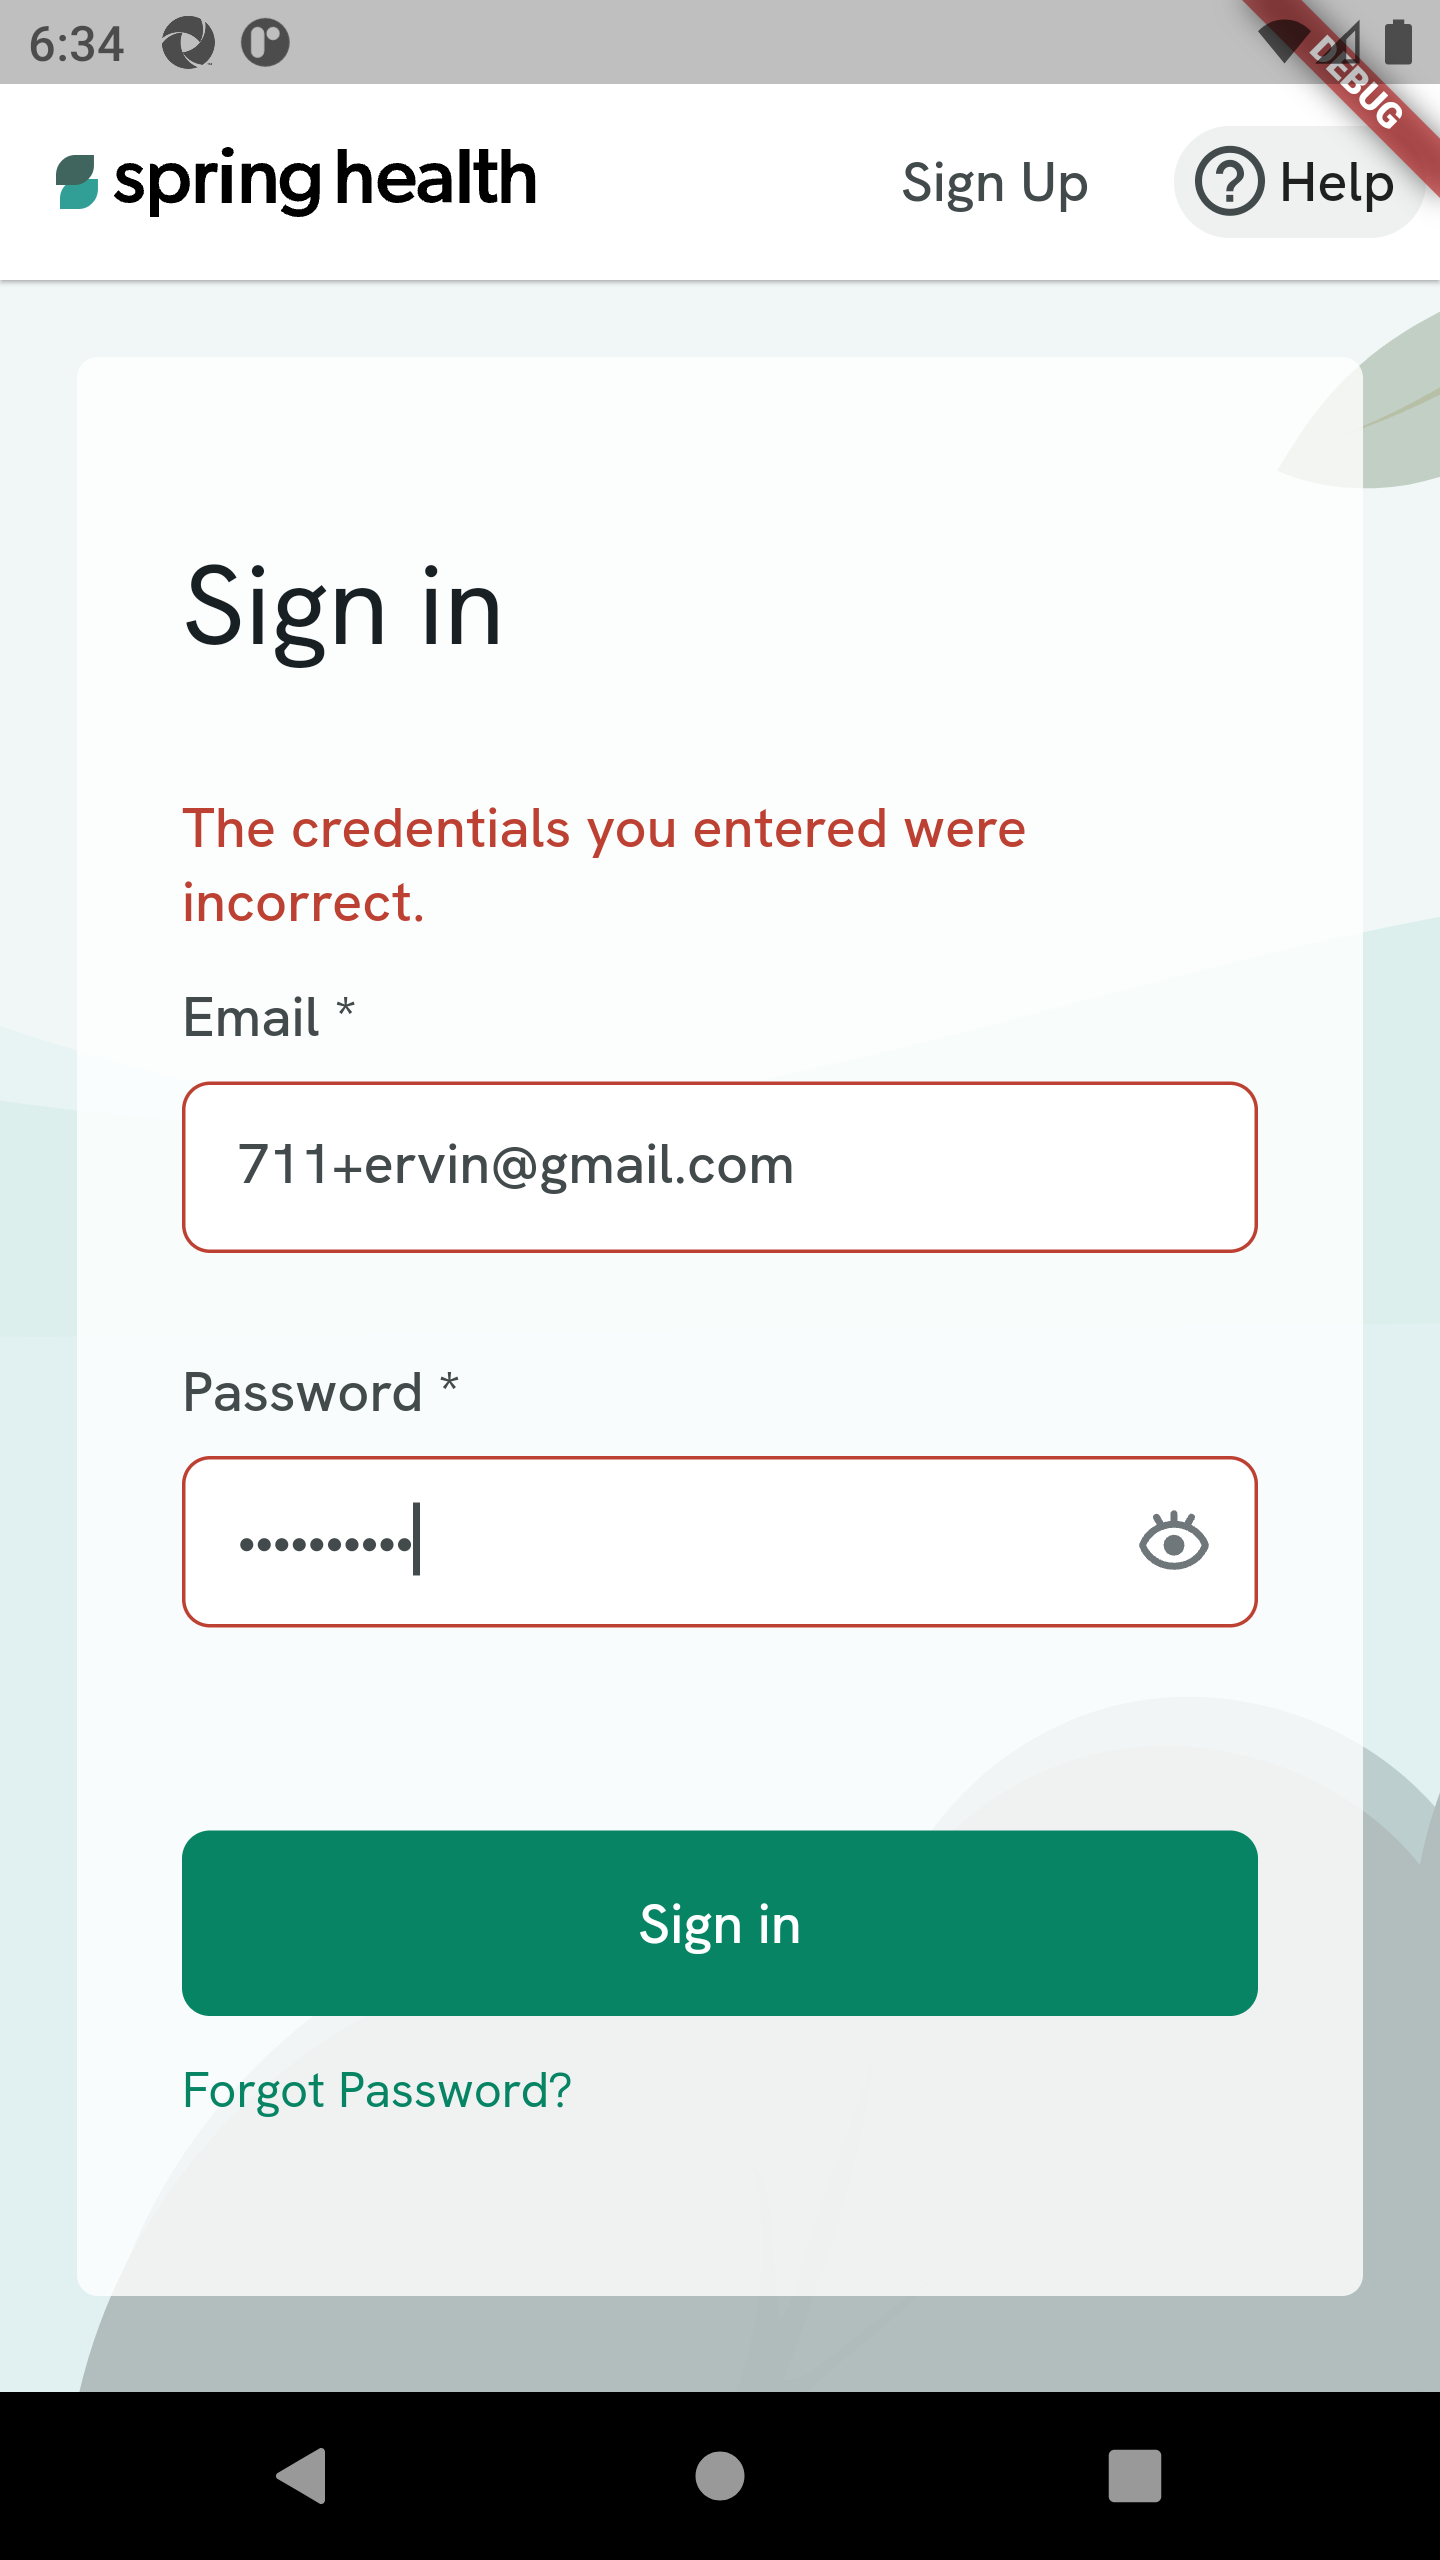 6:34
DEBUG
spring health
Sign Up
Help
Sign in
The credentials you entered were
incorrect.
Email *
711+ervin@gmail.com
Password *
••••••••••
Sign in
Forgot Password?